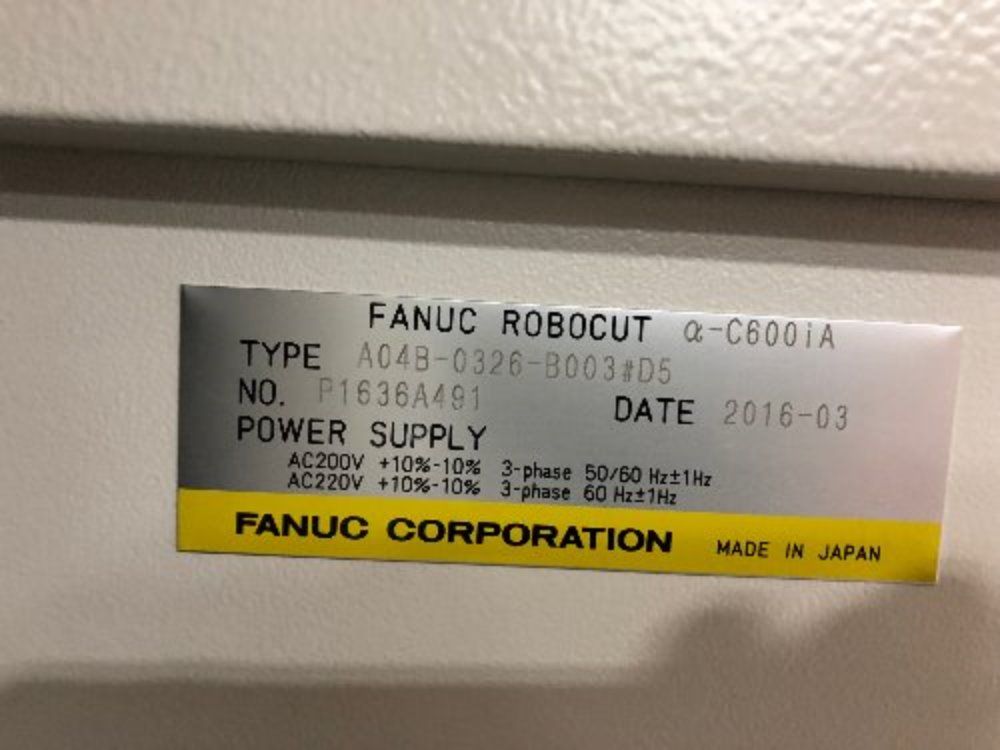 FANUC ROBOCUT α-C600iA
TYPE A04B-0326-B003#D5
NO. P1636A491 DATE 2016-03
POWER SUPPLY
AC200V +10%-10% 3-phase 50/60 Hz±1Hz
AC220V +10%-10% 3-phase 60 Hz±1Hz
FANUC CORPORATION MADE IN JAPAN